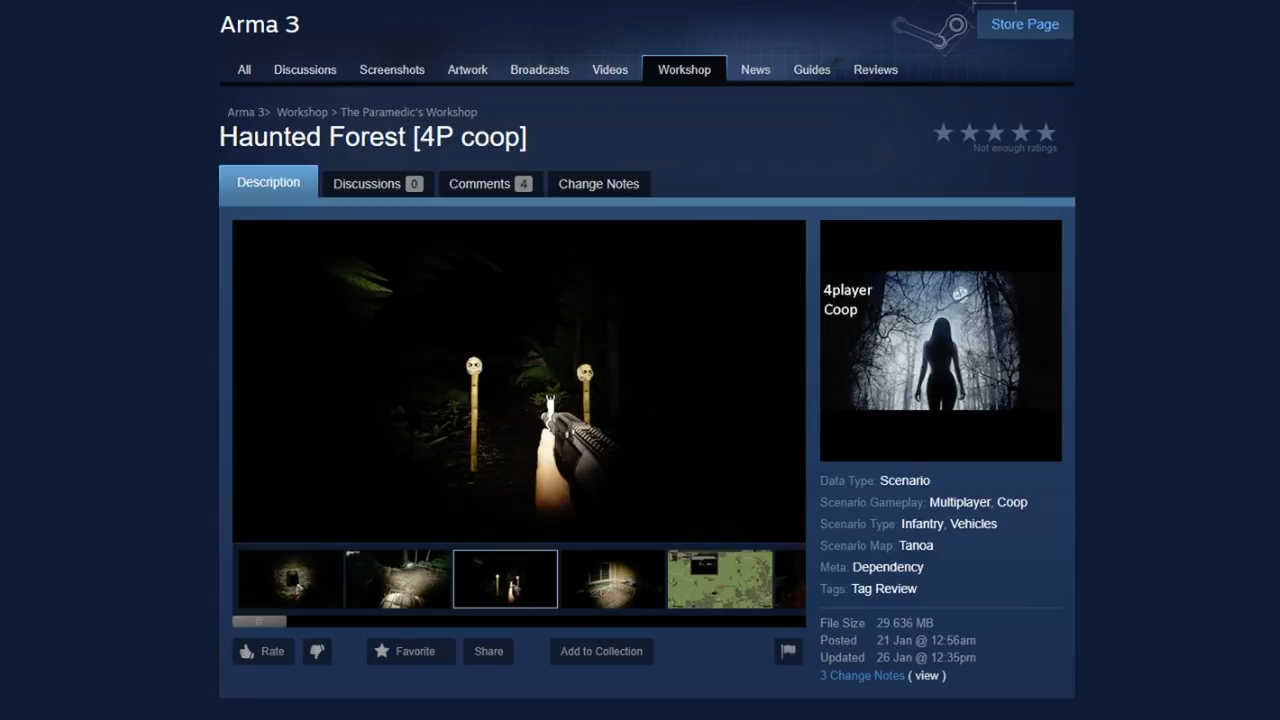 Arma 3
Store Page
All Discussions Screenshots Artwork Broadcasts Videos Workshop News Guides Reviews
Arma 3> Workshop > The Paramedic's Workshop
Haunted Forest [4P coop]
Not enough ratings
Description Discussions 0 Comments 4 Change Notes
4player
Coop
Data Type: Scenario
Scenario Gameplay: Multiplayer, Coop
Scenario Type: Infantry, Vehicles
Scenario Map: Tanoa
Meta: Dependency
Tags: Tag Review
File Size 29.636 MB
Posted 21 Jan @ 12:56am
Updated 26 Jan @ 12:35pm
3 Change Notes ( view )
Rate Favorite Share Add to Collection